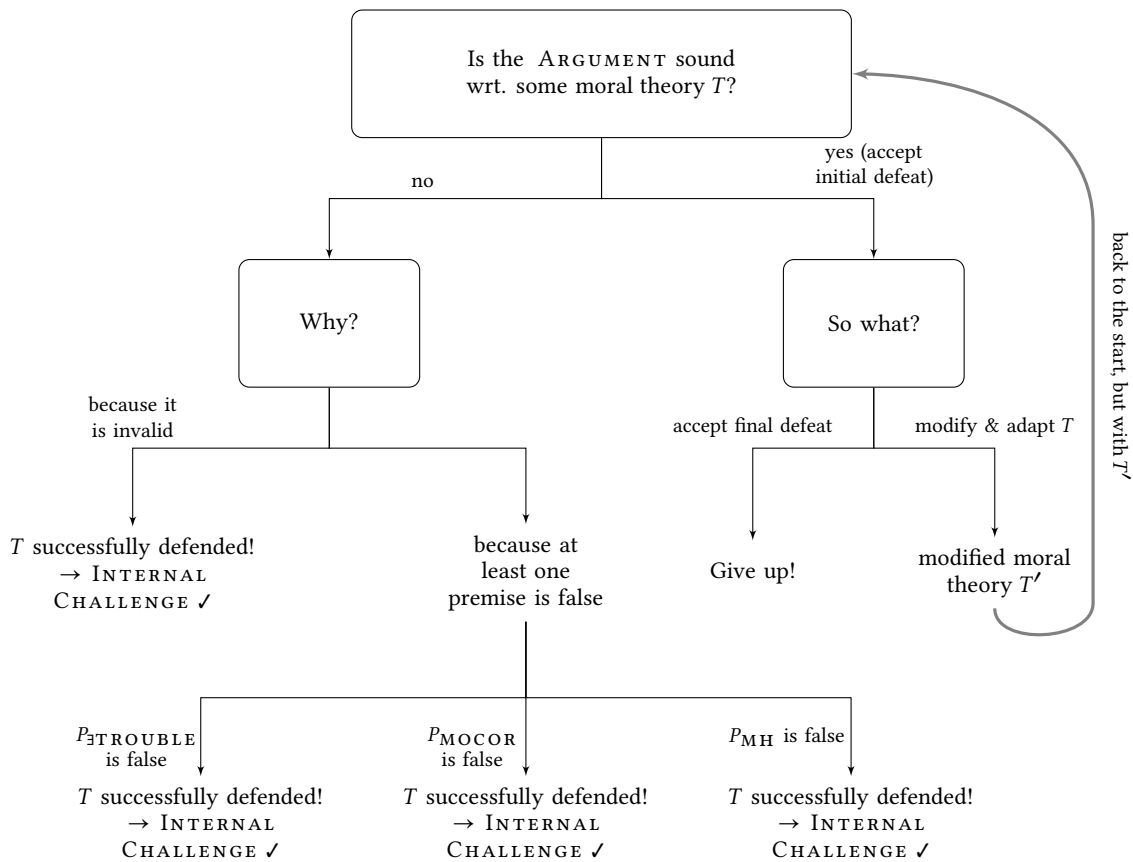 Is the ARGUMENT sound
wrt. some moral theory T?
no
yes (accept
initial defeat)
Why?
So what?
back to the start, but with T′
because it
is invalid
accept final defeat
modify & adapt T
T successfully defended!
→ INTERNAL
CHALLENGE ✓
because at
least one
premise is false
Give up!
modified moral
theory T′
P∃TROUBLE
is false
PMOCOR
is false
PMH is false
T successfully defended!
→ INTERNAL
CHALLENGE ✓
T successfully defended!
→ INTERNAL
CHALLENGE ✓
T successfully defended!
→ INTERNAL
CHALLENGE ✓